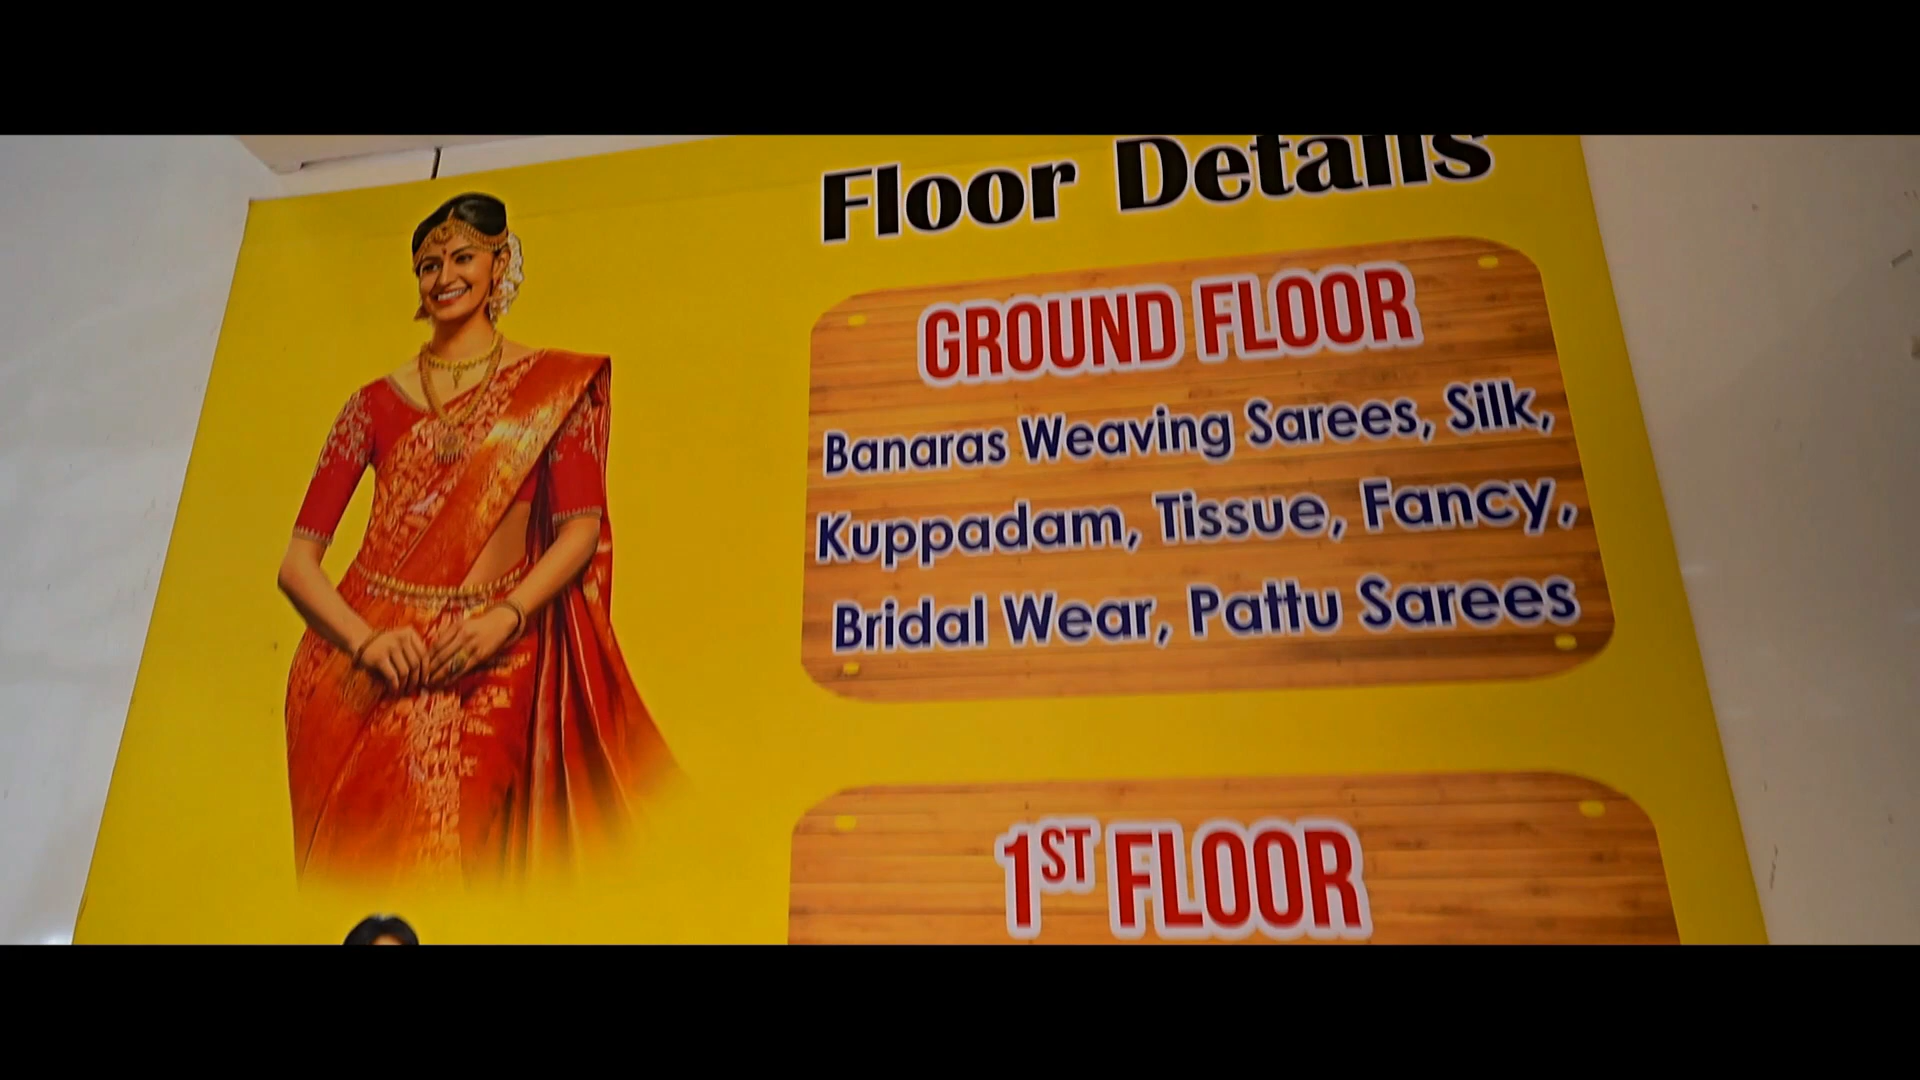 Floor Details
GROUND FLOOR
Banaras Weaving Sarees, Silk,
Kuppadam, Tissue, Fancy,
Bridal Wear, Pattu Sarees
1ST FLOOR